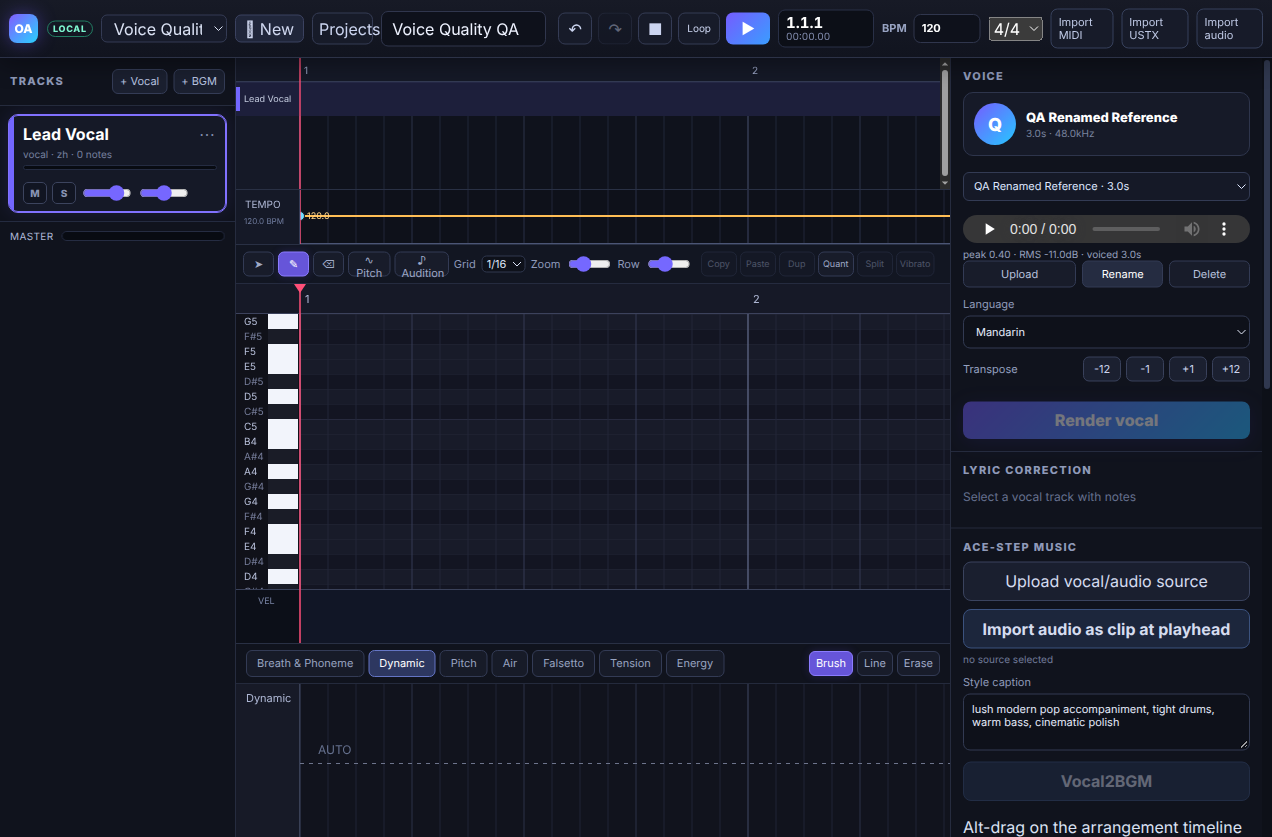 OA
LOCAL
Voice Qualit
New
Projects
Voice Quality QA
Loop
1.1.1
00:00.00
BPM
120
4/4
Import MIDI
Import USTX
Import audio
TRACKS
+ Vocal
+ BGM
Lead Vocal
vocal · zh · 0 notes
M
S
MASTER
1
2
Lead Vocal
TEMPO
120.0 BPM
120.0
Pitch
Audition
Grid
1/16
Zoom
Row
Copy
Paste
Dup
Quant
Split
Vibrato
1
2
G5
F#5
F5
E5
D#5
D5
C#5
C5
B4
A#4
A4
G#4
G4
F#4
F4
E4
D#4
D4
VEL
Breath & Phoneme
Dynamic
Pitch
Air
Falsetto
Tension
Energy
Brush
Line
Erase
Dynamic
AUTO
VOICE
Q
QA Renamed Reference
3.0s · 48.0kHz
QA Renamed Reference · 3.0s
0:00 / 0:00
peak 0.40 · RMS -11.0dB · voiced 3.0s
Upload
Rename
Delete
Language
Mandarin
Transpose
-12
-1
+1
+12
Render vocal
LYRIC CORRECTION
Select a vocal track with notes
ACE-STEP MUSIC
Upload vocal/audio source
Import audio as clip at playhead
no source selected
Style caption
lush modern pop accompaniment, tight drums,
warm bass, cinematic polish
Vocal2BGM
Alt-drag on the arrangement timeline